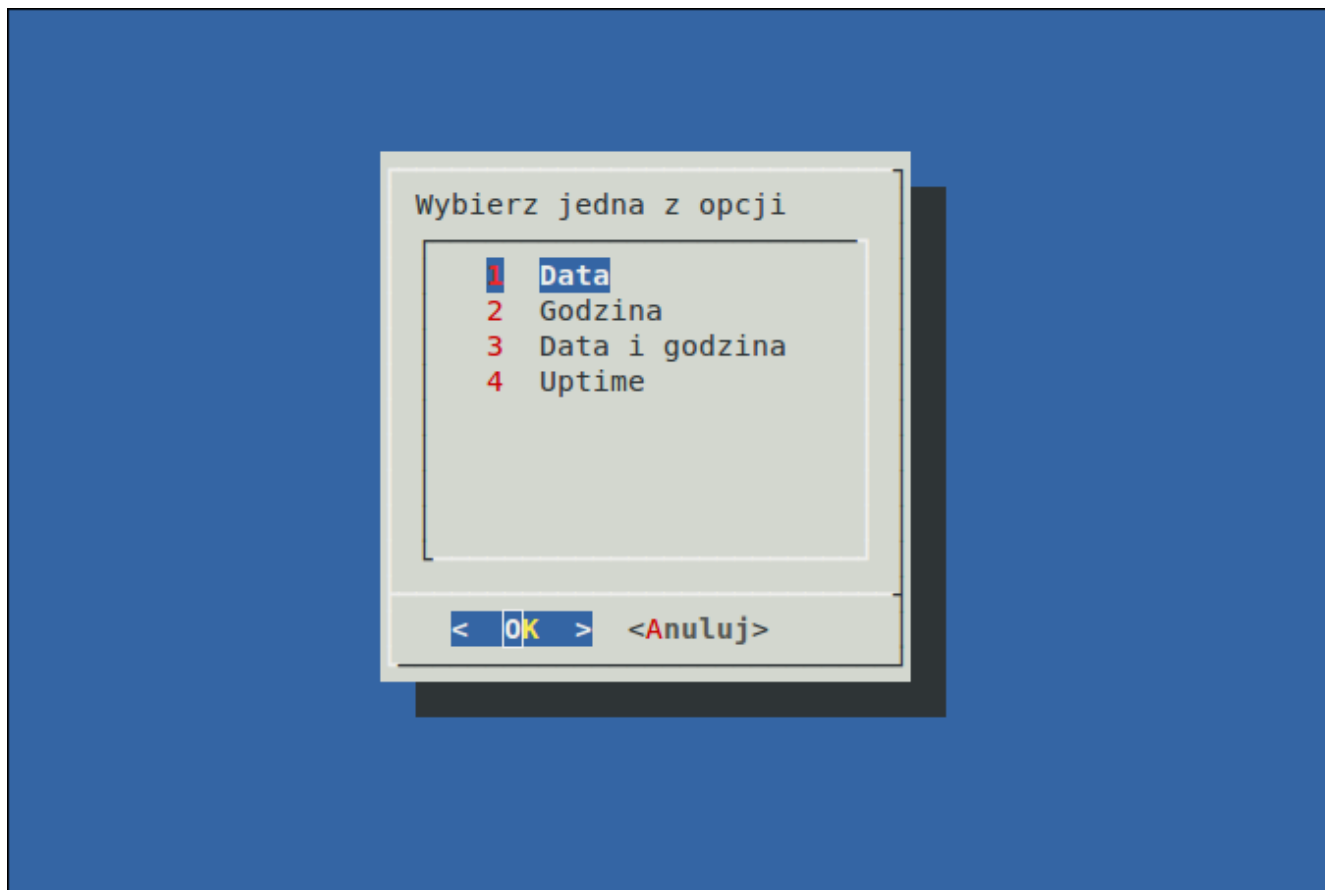 Wybierz jedna z opcji
1 Data
2 Godzina
3 Data i godzina
4 Uptime
< OK > <Anuluj>